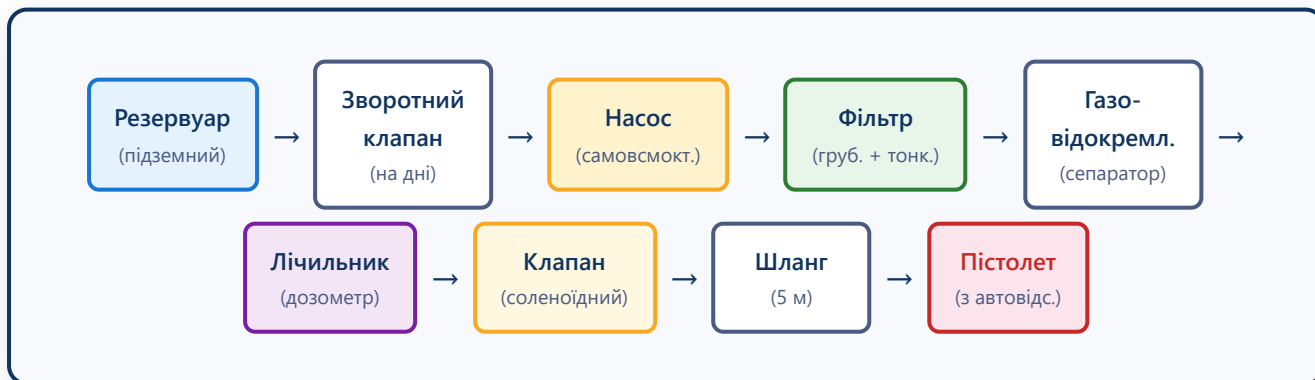 Резервуар
(підземний)
→
Зворотний
клапан
(на дні)
→
Насос
(самовсмокт.)
→
Фільтр
(груб. + тонк.)
→
Газо-
відокремл.
(сепаратор)
→
Лічильник
(дозометр)
→
Клапан
(соленоїдний)
→
Шланг
(5 м)
→
Пістолет
(з автовідс.)